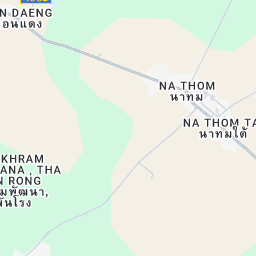 N DAENG
อนแดง
NA THOM
นาทม
NA THOM TA
นาทมใต้
KHRAM
ANA , THA
N RONG
มพัฒนา,
พันโรง